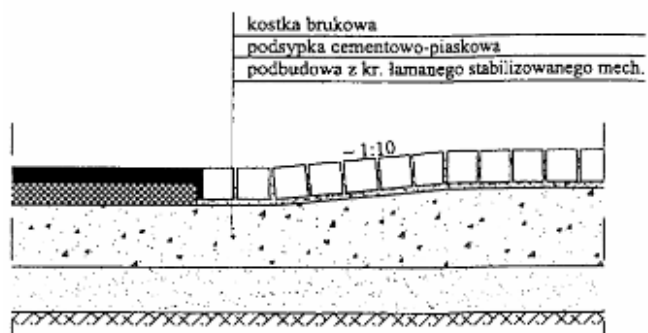 kostka brukowa
podsypka cementowo-piaskowa
podbudowa z kr. łamanego stabilizowanego mech.
~ 1:10